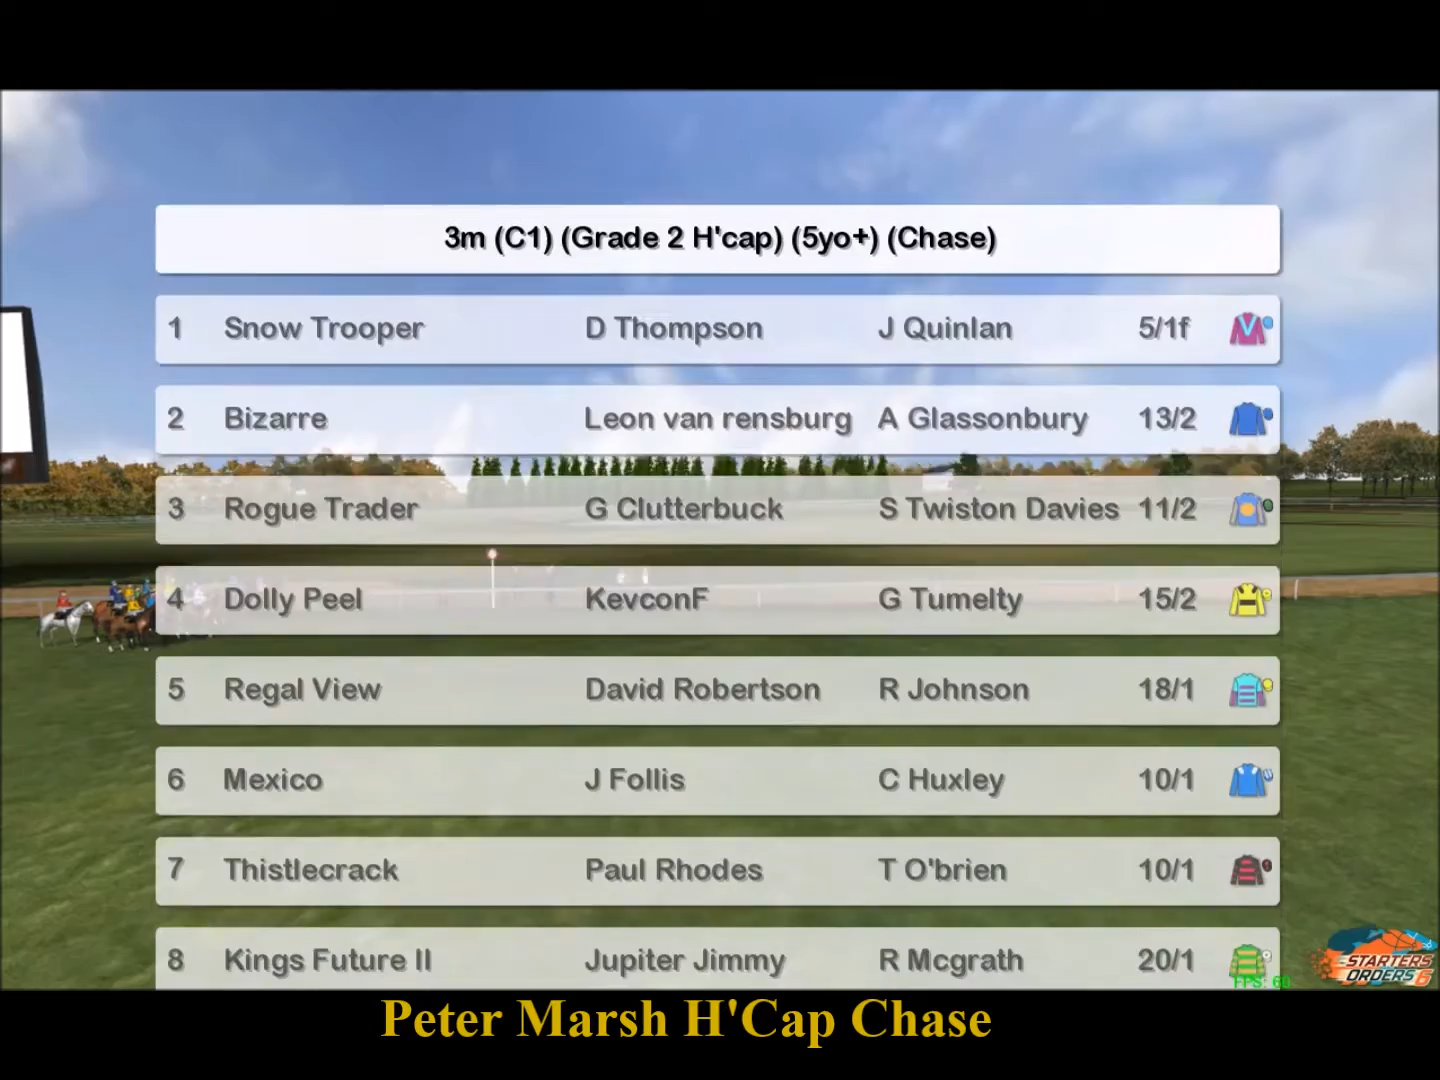 3m (C1) (Grade 2 H'cap) (5yo+) (Chase)
1 Snow Trooper D Thompson J Quinlan 5/1f
2 Bizarre Leon van rensburg A Glassonbury 13/2
3 Rogue Trader G Clutterbuck S Twiston Davies 11/2
4 Dolly Peel KevconF G Tumelty 15/2
5 Regal View David Robertson R Johnson 18/1
6 Mexico J Follis C Huxley 10/1
7 Thistlecrack Paul Rhodes T O'brien 10/1
8 Kings Future II Jupiter Jimmy R Mcgrath 20/1
FPS: 60
STARTERS
ORDERS 6
Peter Marsh H'Cap Chase